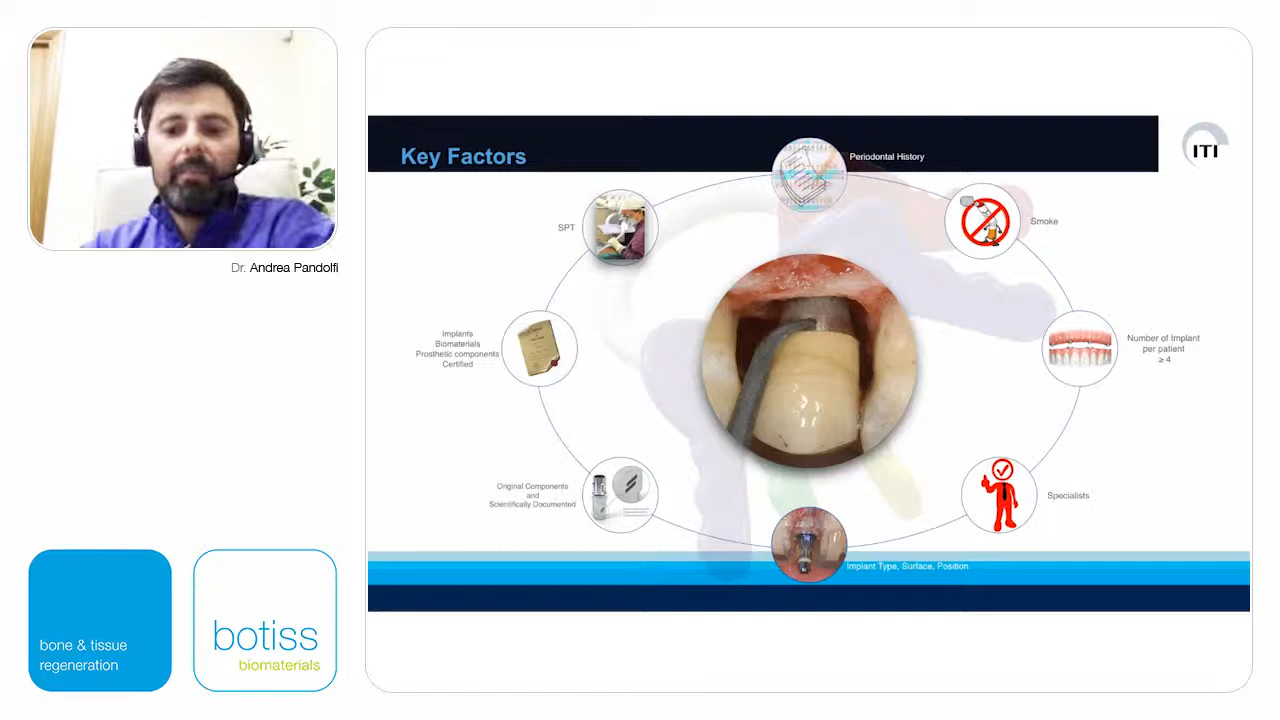 Dr. Andrea Pandolfi
bone & tissue
regeneration
botiss
biomaterials
Key Factors
ITI
Periodontal History
Smoke
Number of Implant
per patient
≥ 4
Specialists
Implant Type, Surface, Position
Original Components
and
Scientifically Documented
Implants
Biomaterials
Prosthetic components
Certified
SPT